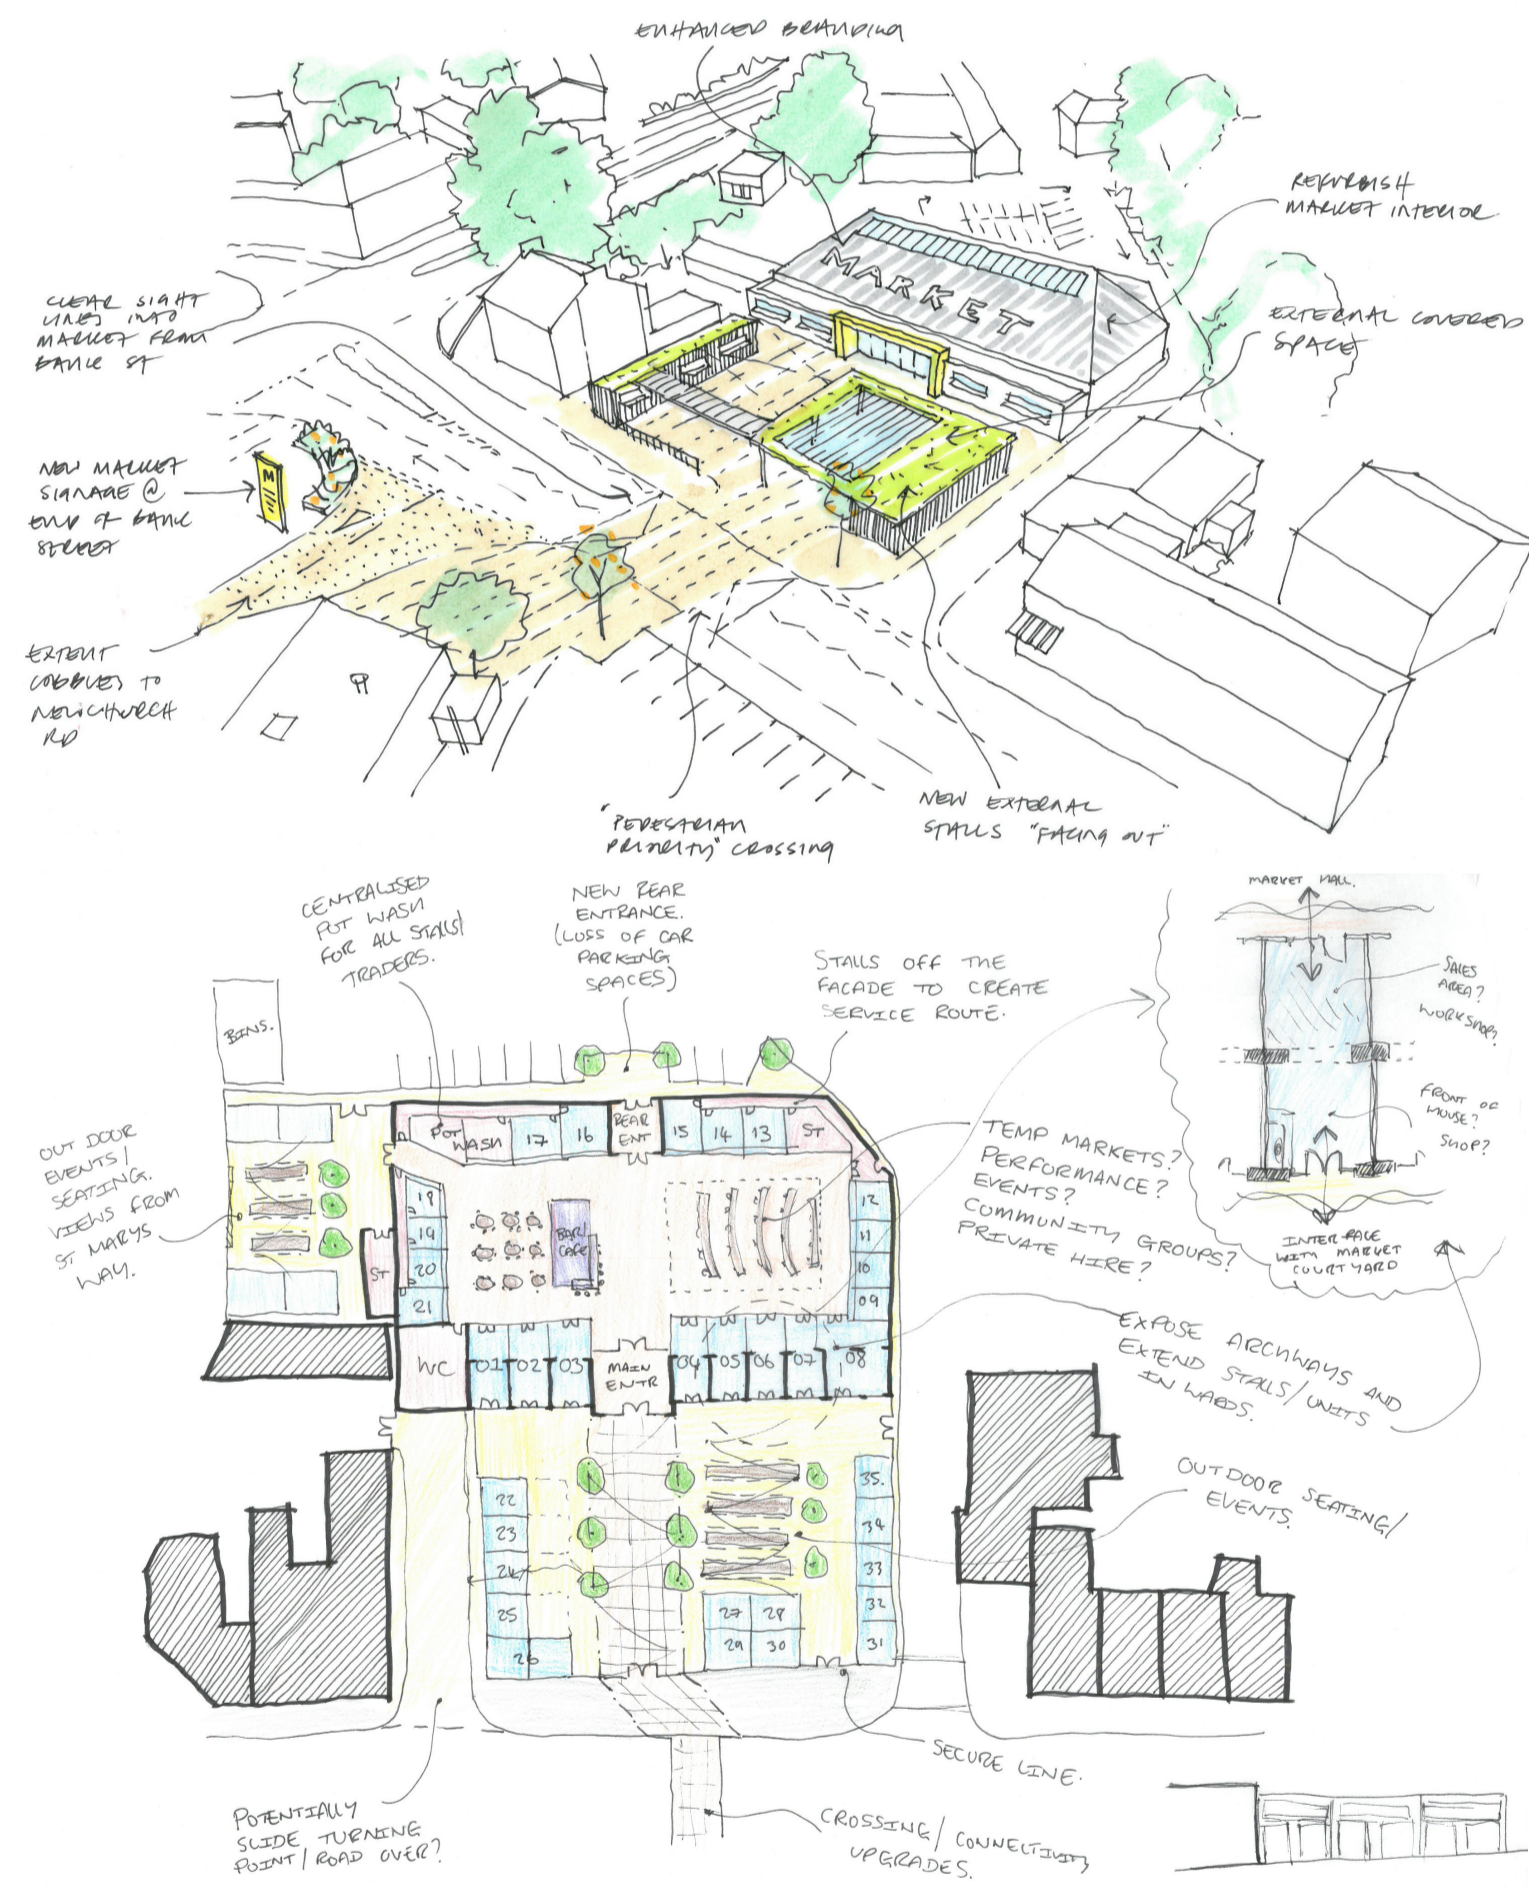 ENHANCED BRANDING
REFURBISH
MARKET INTERIOR
CLEAR SIGHT
LINES INTO
MARKET FROM
BANK ST
EXTERNAL COVERED
SPACE
MARKET
NEW MARKET
SIGNAGE @
END OF BANK
STREET
M
EXTENT
COBBLES TO
NEWCHURCH
RD
"PEDESTRIAN
PRIORITY" CROSSING
NEW EXTERNAL
STALLS "FACING OUT"
CENTRALISED
POT WASH
FOR ALL STALLS/
TRADERS.
NEW REAR
ENTRANCE.
(LOSS OF CAR
PARKING
SPACES)
STALLS OFF THE
FACADE TO CREATE
SERVICE ROUTE.
MARKET HALL.
SALES
AREA?
WORKSHOP?
FRONT OF
HOUSE?
SHOP?
INTERFACE
WITH MARKET
COURTYARD
BINS.
OUT DOOR
EVENTS/
SEATING.
VIEWS FROM
ST MARYS
WAY.
POT
WASH
17
16
REAR
ENT
15
14
13
ST
TEMP MARKETS?
PERFORMANCE?
EVENTS?
COMMUNITY GROUPS?
PRIVATE HIRE?
18
19
20
21
ST
BAR/
CAFE
12
11
10
09
WC
01
02
03
MAIN
ENTR
04
05
06
07
08
EXPOSE ARCHWAYS AND
EXTEND STALLS/UNITS
INWARDS.
OUTDOOR SEATING/
EVENTS.
22
23
24
25
26
27
28
29
30
35.
34
33
32
31
SECURE LINE.
POTENTIALLY
SLIDE TURNING
POINT/ROAD OVER?
CROSSING/CONNECTIVITY
UPGRADES.